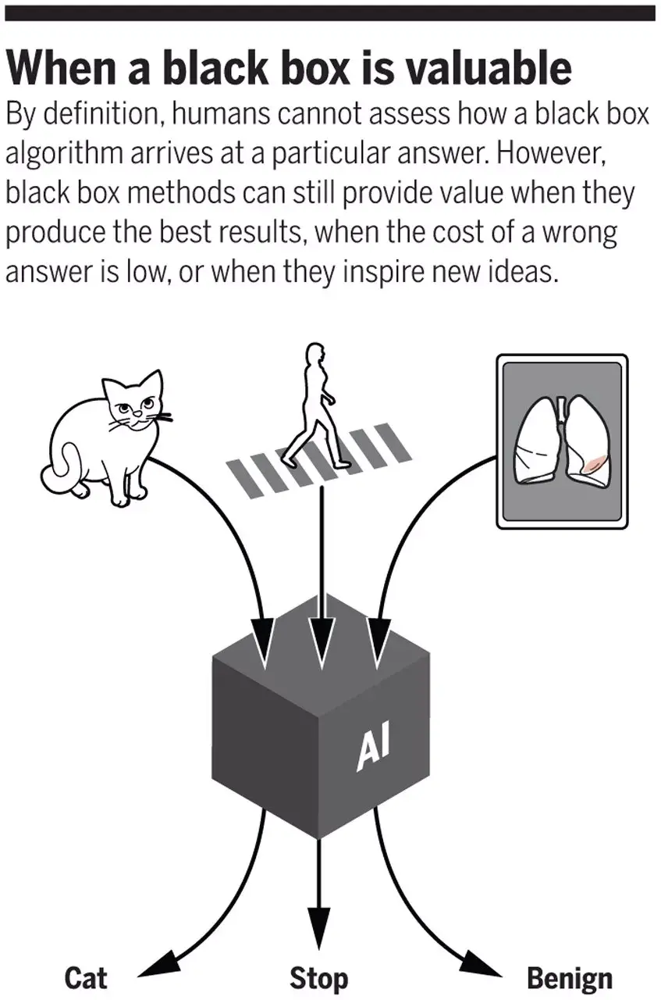 When a black box is valuable
By definition, humans cannot assess how a black box
algorithm arrives at a particular answer. However,
black box methods can still provide value when they
produce the best results, when the cost of a wrong
answer is low, or when they inspire new ideas.
AI
Cat
Stop
Benign